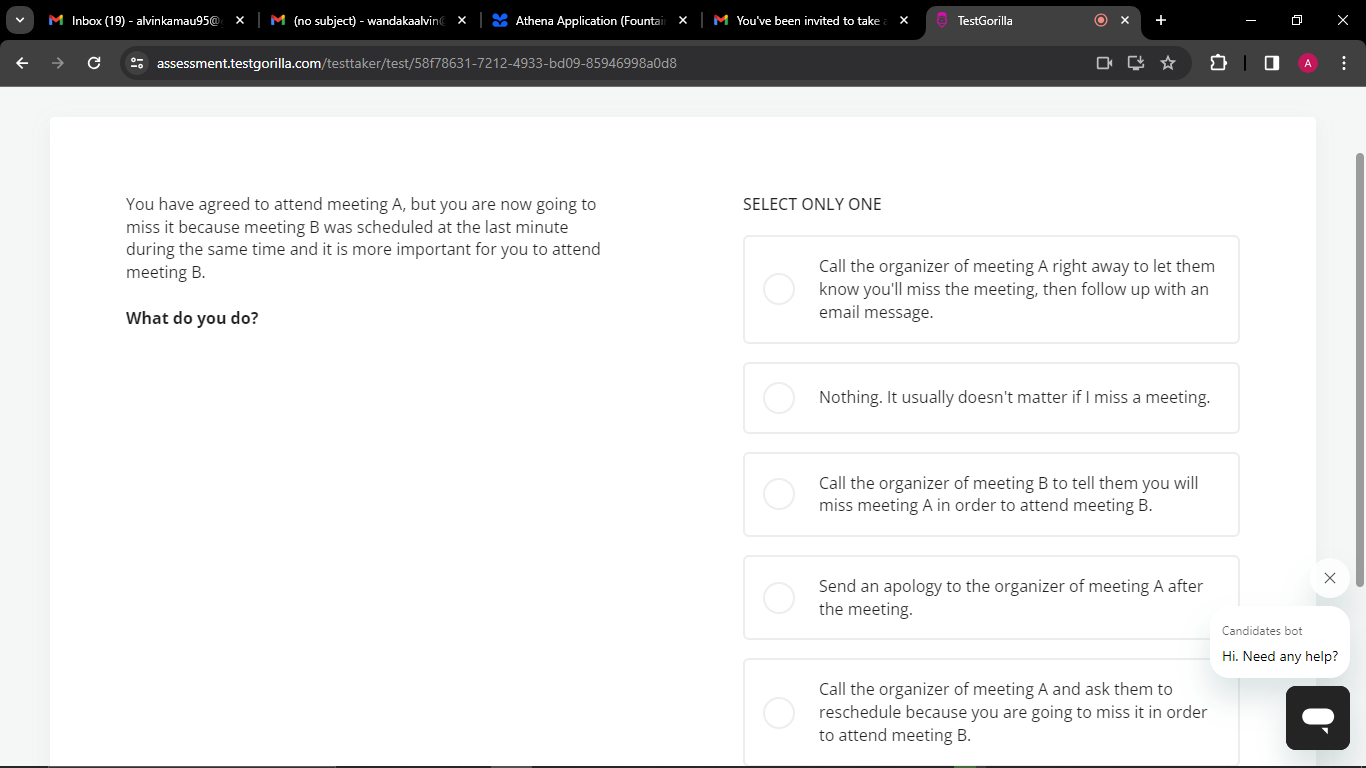 Inbox (19) - alvinkamau95@
(no subject) - wandakaalvin@
Athena Application (Fountai
You've been invited to take a
TestGorilla
assessment.testgorilla.com/testtaker/test/58f78631-7212-4933-bd09-85946998a0d8
A
You have agreed to attend meeting A, but you are now going to
miss it because meeting B was scheduled at the last minute
during the same time and it is more important for you to attend
meeting B.
What do you do?
SELECT ONLY ONE
Call the organizer of meeting A right away to let them
know you'll miss the meeting, then follow up with an
email message.
Nothing. It usually doesn't matter if I miss a meeting.
Call the organizer of meeting B to tell them you will
miss meeting A in order to attend meeting B.
Send an apology to the organizer of meeting A after
the meeting.
Call the organizer of meeting A and ask them to
reschedule because you are going to miss it in order
to attend meeting B.
Candidates bot
Hi. Need any help?